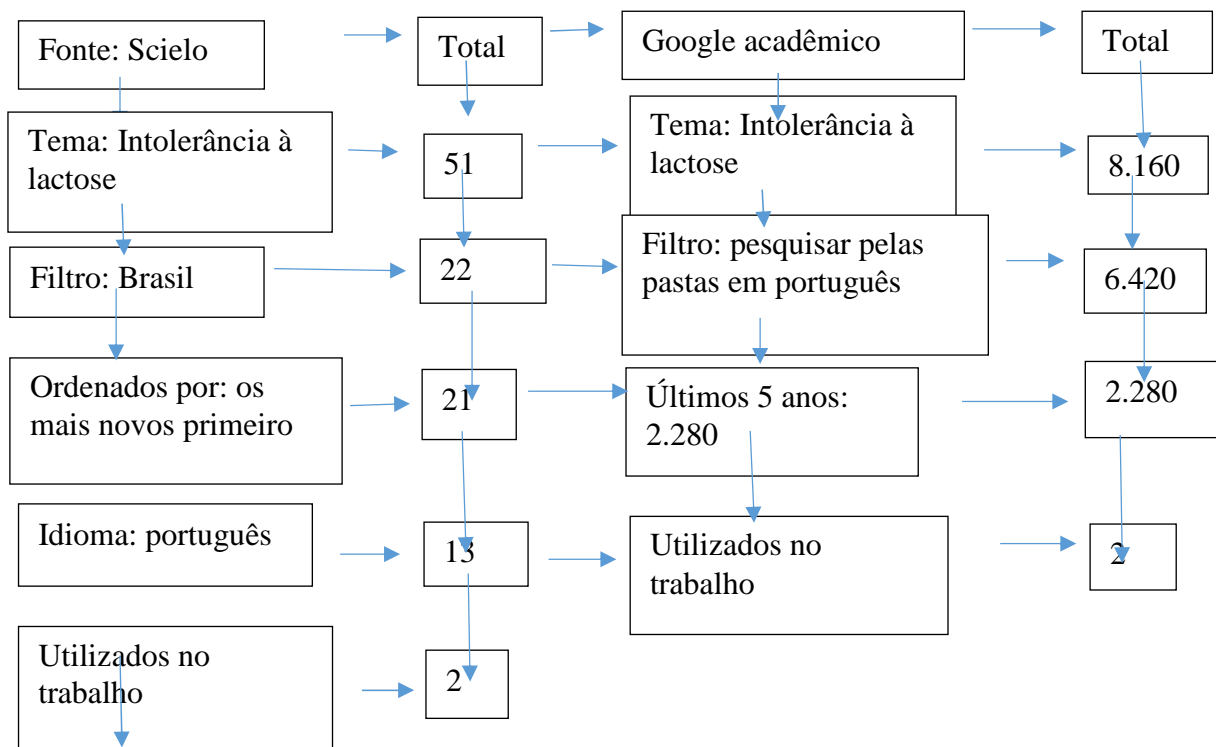 Fonte: Scielo
Total
Google acadêmico
Total
Tema: Intolerância à
lactose
51
Tema: Intolerância à
lactose
8.160
Filtro: Brasil
22
Filtro: pesquisar pelas
pastas em português
6.420
Ordenados por: os
mais novos primeiro
21
Últimos 5 anos:
2.280
2.280
Idioma: português
13
Utilizados no
trabalho
2
Utilizados no
trabalho
2